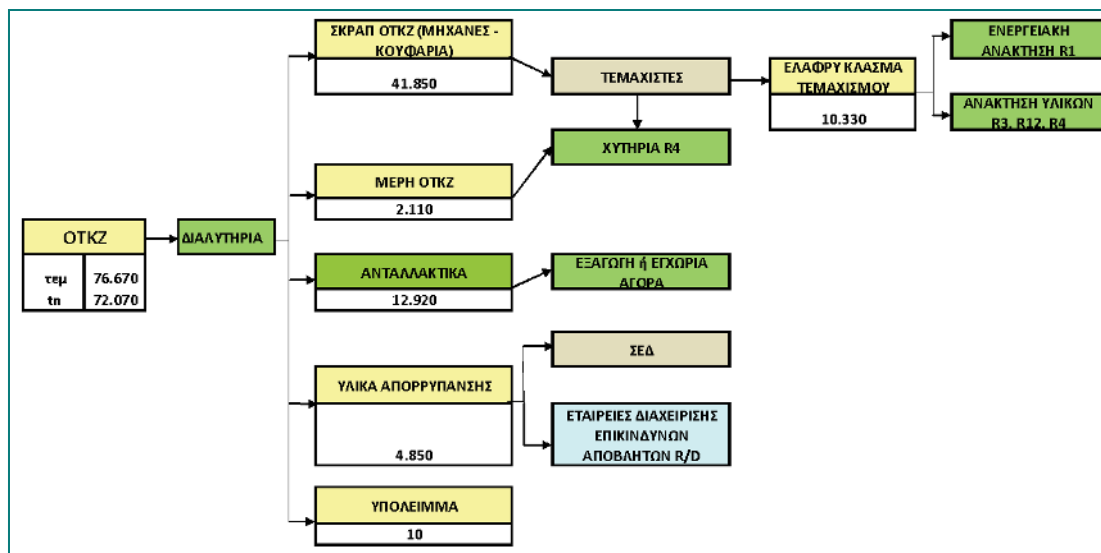 ΣΚΡΑΠ ΟΤΚΖ (ΜΗΧΑΝΕΣ -
ΚΟΥΦΑΡΙΑ)
41.850
ΤΕΜΑΧΙΣΤΕΣ
ΕΛΑΦΡΥ ΚΛΑΣΜΑ
ΤΕΜΑΧΙΣΜΟΥ
10.330
ΕΝΕΡΓΕΙΑΚΗ
ΑΝΑΚΤΗΣΗ R1
ΑΝΑΚΤΗΣΗ ΥΛΙΚΩΝ
R3, R12, R4
ΧΥΤΗΡΙΑ R4
ΜΕΡΗ ΟΤΚΖ
2.110
ΟΤΚΖ
τεμ 76.670
tn 72.070
ΔΙΑΛΥΤΗΡΙΑ
ΑΝΤΑΛΛΑΚΤΙΚΑ
12.920
ΕΞΑΓΩΓΗ ή ΕΓΧΩΡΙΑ
ΑΓΟΡΑ
ΥΛΙΚΑ ΑΠΟΡΡΥΠΑΝΣΗΣ
4.850
ΣΕΔ
ΕΤΑΙΡΕΙΕΣ ΔΙΑΧΕΙΡΙΣΗΣ
ΕΠΙΚΙΝΔΥΝΩΝ
ΑΠΟΒΛΗΤΩΝ R/D
ΥΠΟΛΕΙΜΜΑ
10